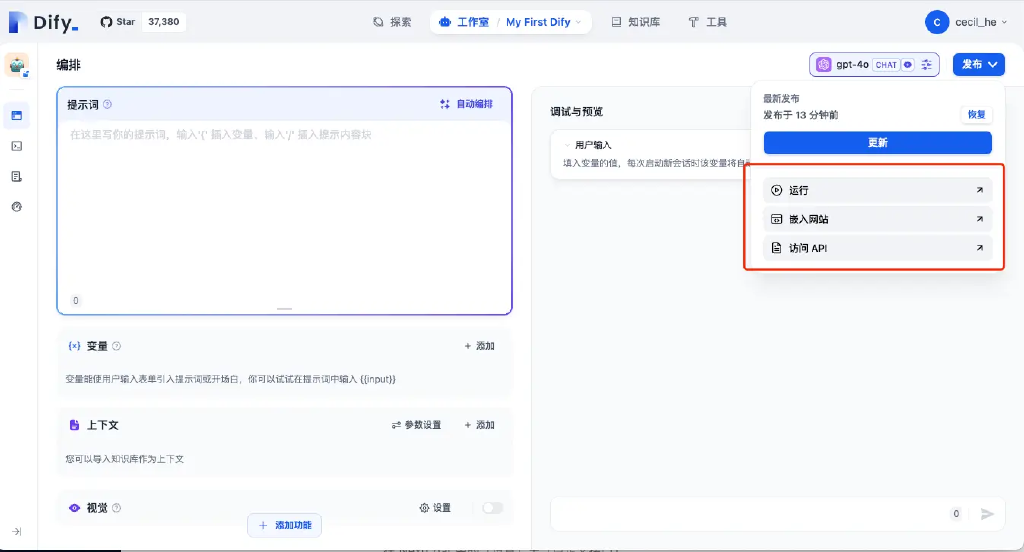 Dify_
Star 37,380
探索
工作室 / My First Dify
知识库
工具
C cecil_he
编排
gpt-4o CHAT
发布
提示词
自动编排
在这里写你的提示词，输入'{' 插入变量、输入'/' 插入提示内容块
0
变量
+ 添加
变量能使用户输入表单引入提示词或开场白，你可以试试在提示词中输入 {{input}}
上下文
参数设置
+ 添加
您可以导入知识库作为上下文
视觉
设置
+ 添加功能
调试与预览
用户输入
填入变量的值，每次启动新会话时该变量将自
最新发布
发布于 13 分钟前
恢复
更新
运行
嵌入网站
访问 API
0